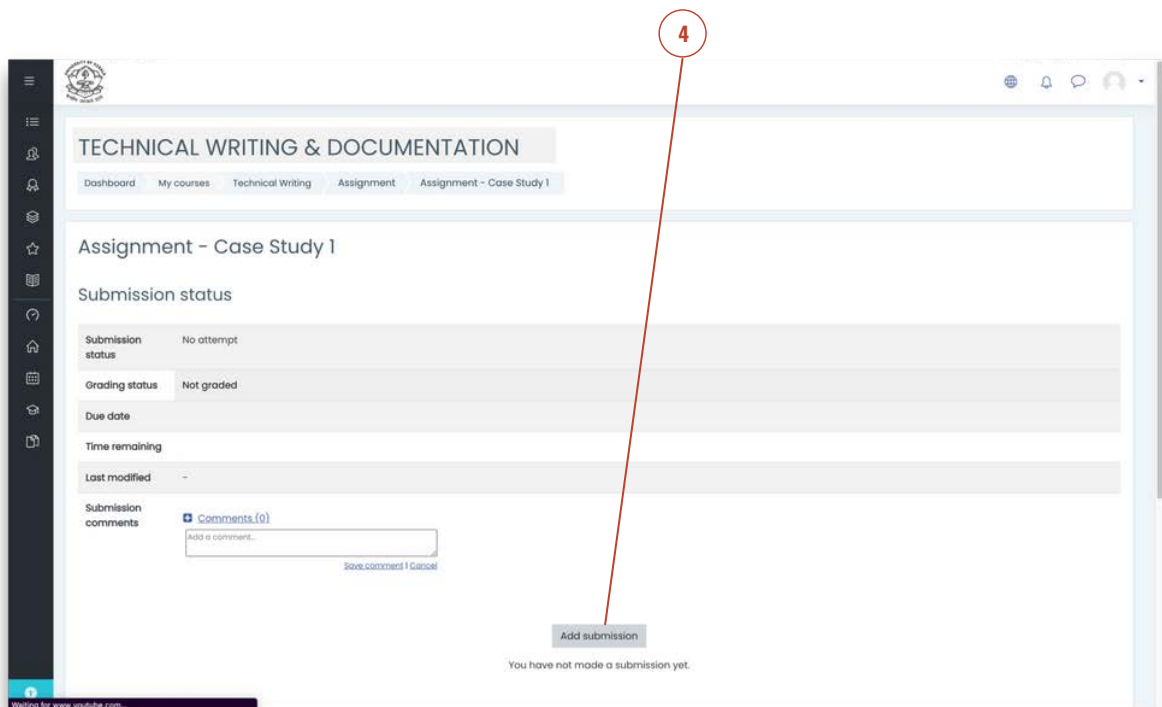 4
TECHNICAL WRITING & DOCUMENTATION
Dashboard My courses Technical Writing Assignment Assignment - Case Study 1
Assignment - Case Study 1
Submission status
Submission status No attempt
Grading status Not graded
Due date
Time remaining
Last modified -
Submission comments
Comments (0)
Add a comment...
Save comment | Cancel
Add submission
You have not made a submission yet.
Waiting for www.youtube.com...